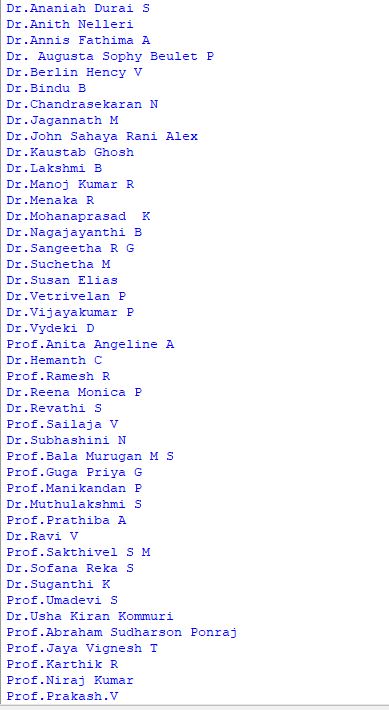 Dr.Ananiah Durai S
Dr.Anith Nelleri
Dr.Annis Fathima A
Dr. Augusta Sophy Beulet P
Dr.Berlin Hency V
Dr.Bindu B
Dr.Chandrasekaran N
Dr.Jagannath M
Dr.John Sahaya Rani Alex
Dr.Kaustab Ghosh
Dr.Lakshmi B
Dr.Manoj Kumar R
Dr.Menaka R
Dr.Mohanaprasad  K
Dr.Nagajayanthi B
Dr.Sangeetha R G
Dr.Suchetha M
Dr.Susan Elias
Dr.Vetrivelan P
Dr.Vijayakumar P
Dr.Vydeki D
Prof.Anita Angeline A
Dr.Hemanth C
Prof.Ramesh R
Dr.Reena Monica P
Dr.Revathi S
Prof.Sailaja V
Dr.Subhashini N
Prof.Bala Murugan M S
Prof.Guga Priya G
Prof.Manikandan P
Dr.Muthulakshmi S
Prof.Prathiba A
Dr.Ravi V
Prof.Sakthivel S M
Dr.Sofana Reka S
Dr.Suganthi K
Prof.Umadevi S
Dr.Usha Kiran Kommuri
Prof.Abraham Sudharson Ponraj
Prof.Jaya Vignesh T
Prof.Karthik R
Prof.Niraj Kumar
Prof.Prakash.V